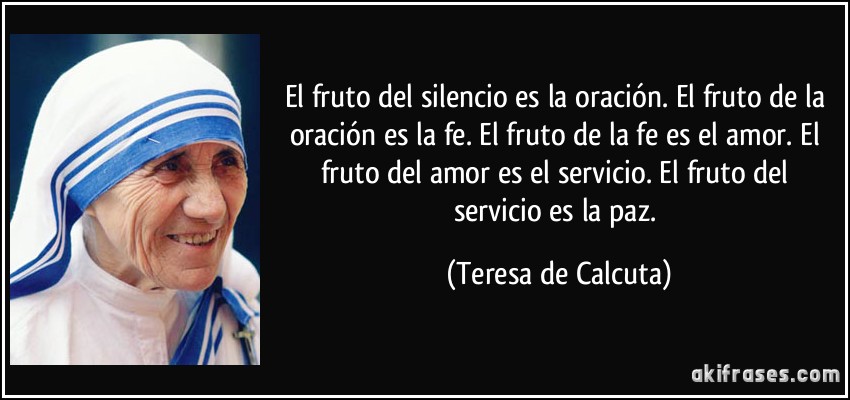 El fruto del silencio es la oración. El fruto de la
oración es la fe. El fruto de la fe es el amor. El
fruto del amor es el servicio. El fruto del
servicio es la paz.
(Teresa de Calcuta)
akifrases.com